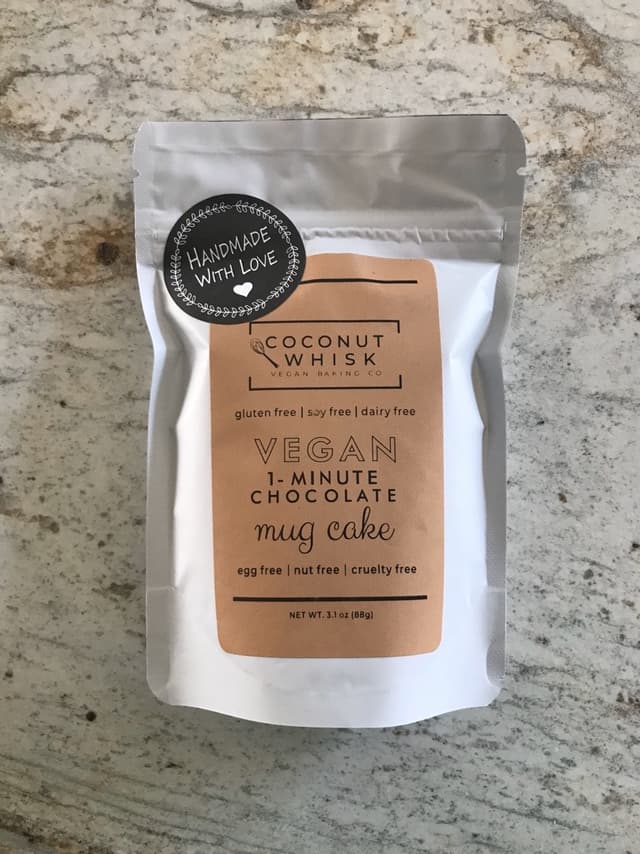 HANDMADE
WITH LOVE
COCONUT
WHISK
VEGAN BAKING CO
gluten free | soy free | dairy free
VEGAN
1- MINUTE
CHOCOLATE
mug cake
egg free | nut free | cruelty free
NET WT. 3.1 oz (88g)